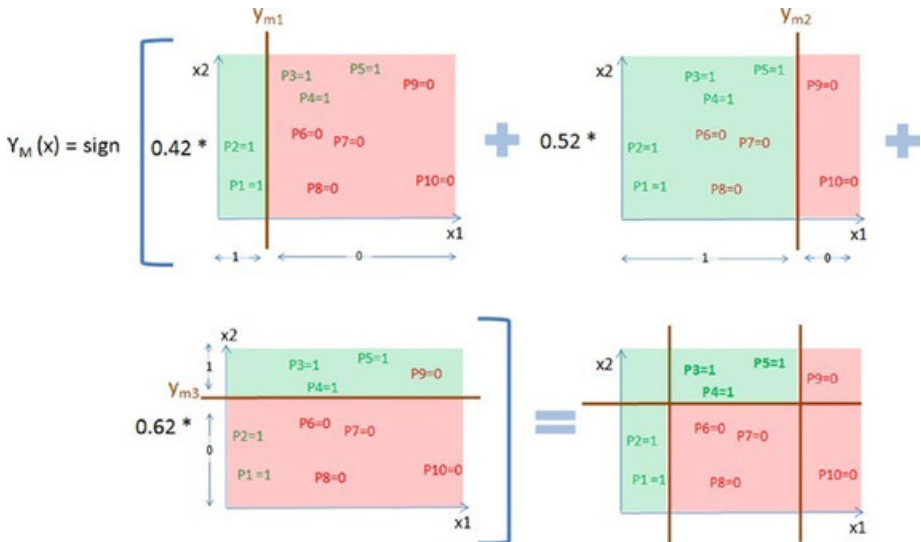 y_m1
x2
P3=1
P5=1
P4=1
P9=0
P6=0
P7=0
P2=1
P1 =1
P8=0
P10=0
x1
1
0
Y_M (x) = sign
0.42 *
+
y_m2
x2
P3=1
P5=1
P4=1
P9=0
P6=0
P7=0
P2=1
P1 =1
P8=0
P10=0
x1
1
0
0.52 *
+
x2
1
P3=1
P5=1
P9=0
P4=1
y_m3
0.62 *
0
P6=0
P7=0
P2=1
P1 =1
P8=0
P10=0
x1
=
x2
P3=1
P5=1
P9=0
P4=1
P6=0
P7=0
P2=1
P1 =1
P8=0
P10=0
x1